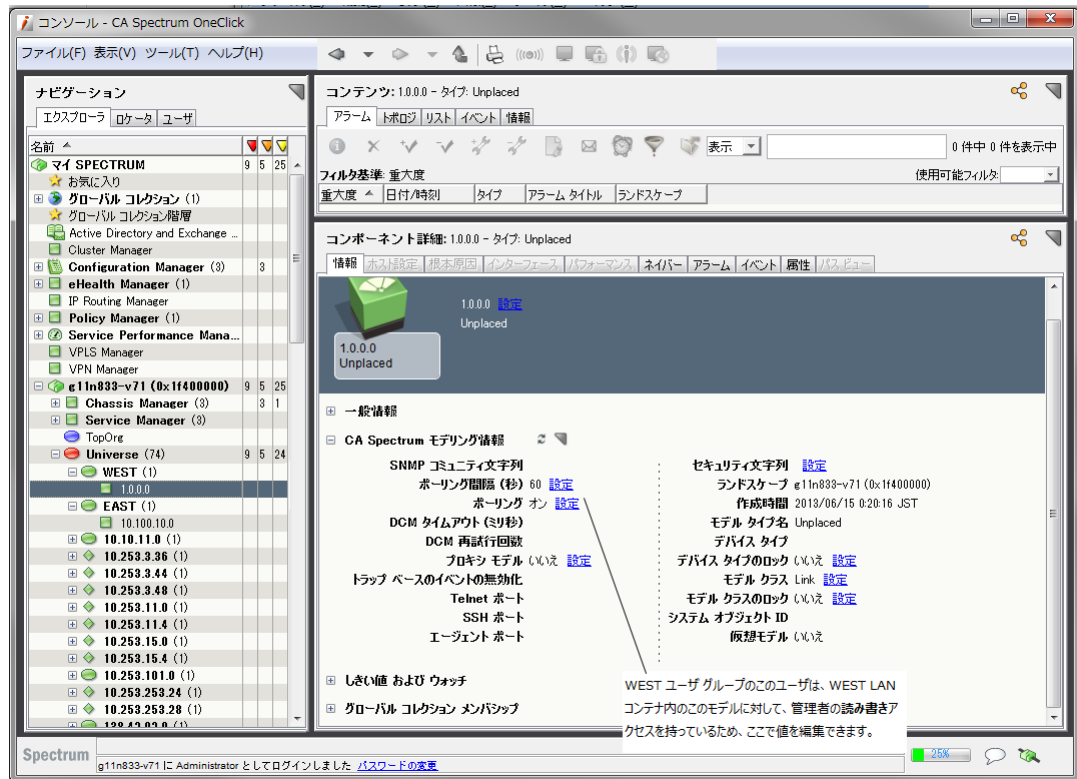 コンソール - CA Spectrum OneClick
ファイル(F) 表示(V) ツール(T) ヘルプ(H)
ナビゲーション
エクスプローラ ロケータ ユーザ
名前
マイ SPECTRUM 9 5 25
お気に入り
グローバル コレクション (1)
グローバル コレクション階層
Active Directory and Exchange ...
Cluster Manager
Configuration Manager (3) 3
eHealth Manager (1)
IP Routing Manager
Policy Manager (1)
Service Performance Mana...
VPLS Manager
VPN Manager
g11n833-v71 (0x1f400000) 9 5 25
Chassis Manager (3) 3 1
Service Manager (3)
TopOrg
Universe (74) 9 5 24
WEST (1)
1.0.0.0
EAST (1)
10.100.10.0
10.10.11.0 (1)
10.253.3.36 (1)
10.253.3.44 (1)
10.253.3.48 (1)
10.253.11.0 (1)
10.253.11.4 (1)
10.253.15.0 (1)
10.253.15.4 (1)
10.253.101.0 (1)
10.253.253.24 (1)
10.253.253.28 (1)
コンテンツ: 1.0.0.0 – タイプ: Unplaced
アラーム トポロジ リスト イベント 情報
表示 0 件中 0 件を表示中
フィルタ基準: 重大度 使用可能フィルタ:
重大度 日付/時刻 タイプ アラーム タイトル ランドスケープ
コンポーネント詳細: 1.0.0.0 – タイプ: Unplaced
情報 ホスト設定 根本原因 インターフェース パフォーマンス ネイバー アラーム イベント 属性 パス ビュー
1.0.0.0 設定
Unplaced
1.0.0.0
Unplaced
一般情報
CA Spectrum モデリング情報
SNMP コミュニティ文字列
ポーリング間隔 (秒) 60 設定
ポーリング オン 設定
DCM タイムアウト (ミリ秒)
DCM 再試行回数
プロキシ モデル いいえ 設定
トラップ ベースのイベントの無効化
Telnet ポート
SSH ポート
エージェント ポート
セキュリティ文字列 設定
ランドスケープ g11n833-v71 (0x1f400000)
作成時間 2013/06/15 0:20:16 JST
モデル タイプ名 Unplaced
デバイス タイプ
デバイス タイプのロック いいえ 設定
モデル クラス Link 設定
モデル クラスのロック いいえ 設定
システム オブジェクト ID
仮想モデル いいえ
しきい値 および ウォッチ
グローバル コレクション メンバシップ
WEST ユーザ グループのこのユーザは、WEST LAN
コンテナ内のこのモデルに対して、管理者の読み書きア
クセスを持っているため、ここで値を編集できます。
Spectrum
g11n833-v71 に Administrator としてログインしました パスワードの変更
25%